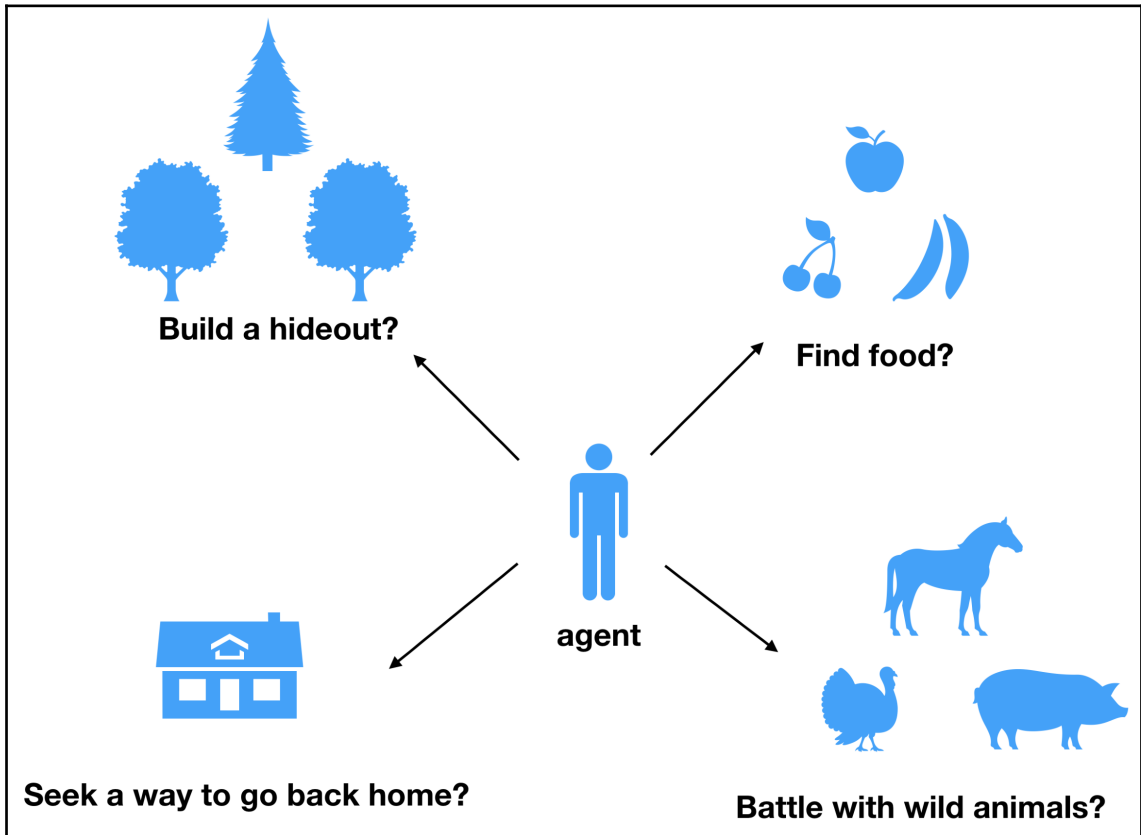 Build a hideout?
Find food?
agent
Seek a way to go back home?
Battle with wild animals?